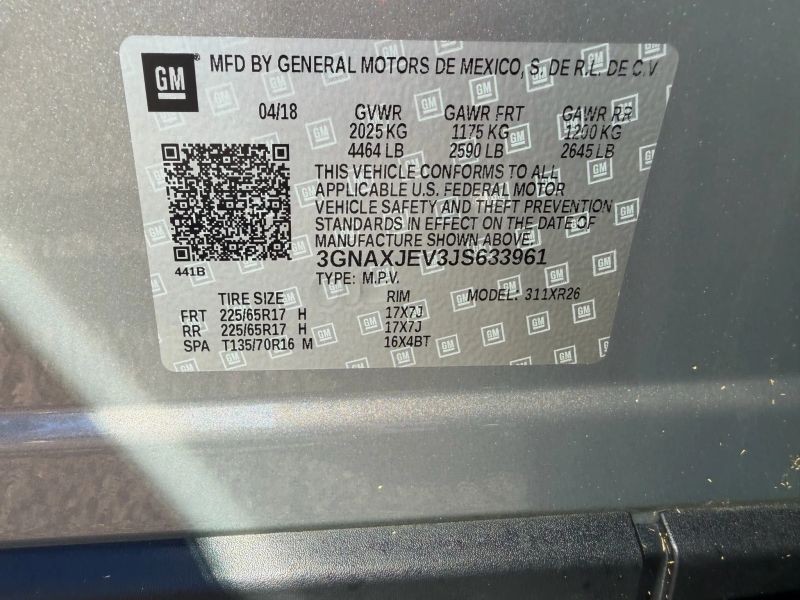 GM MFD BY GENERAL MOTORS DE MEXICO, S. DE R.L. DE C.V
04/18 GVWR GAWR FRT GAWR RR
2025 KG 1175 KG 1200 KG
4464 LB 2590 LB 2645 LB
THIS VEHICLE CONFORMS TO ALL
APPLICABLE U.S. FEDERAL MOTOR
VEHICLE SAFETY AND THEFT PREVENTION
STANDARDS IN EFFECT ON THE DATE OF
MANUFACTURE SHOWN ABOVE.
441B
3GNAXJEV3JS633961
TYPE: M.P.V.
TIRE SIZE RIM MODEL: 311XR26
FRT 225/65R17 H 17X7J
RR 225/65R17 H 17X7J
SPA T135/70R16 M 16X4BT